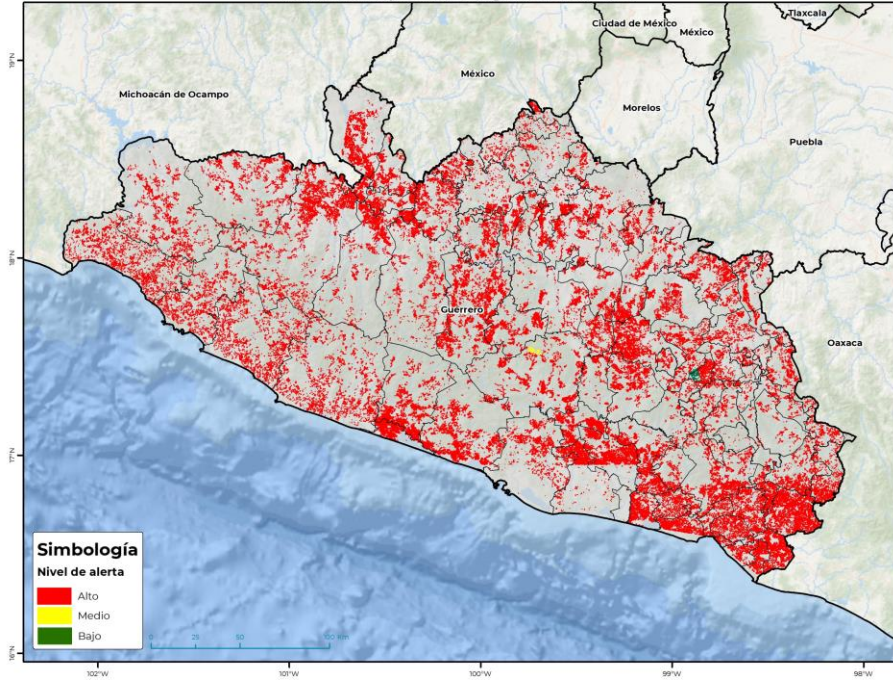 Tlaxcala
Ciudad de México
México
México
Michoacán de Ocampo
Morelos
Puebla
Guerrero
Oaxaca
19°N
18°N
17°N
16°N
Simbología
Nivel de alerta
Alto
Medio
Bajo
0 25 50 100 Km
102°W 101°W 100°W 99°W 98°W